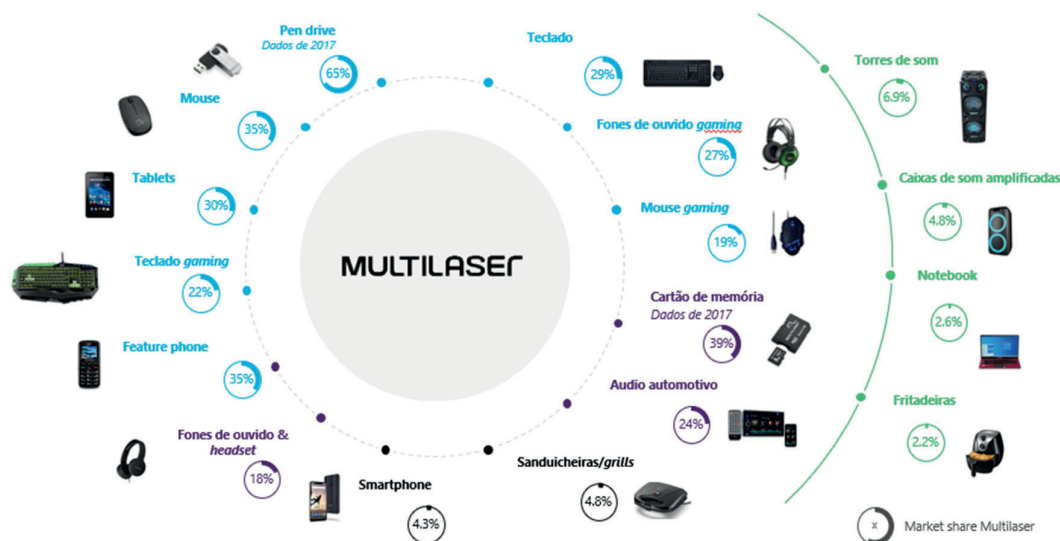 Pen drive
Dados de 2017
65%
Mouse
35%
Tablets
30%
Teclado gaming
22%
Feature phone
35%
Fones de ouvido &
headset
18%
Smartphone
4.3%
MULTILASER
Teclado
29%
Fones de ouvido gaming
27%
Mouse gaming
19%
Cartão de memória
Dados de 2017
39%
Audio automotivo
24%
Sanduicheiras/grills
4.8%
Torres de som
6.9%
Caixas de som amplificadas
4.8%
Notebook
2.6%
Fritadeiras
2.2%
x Market share Multilaser